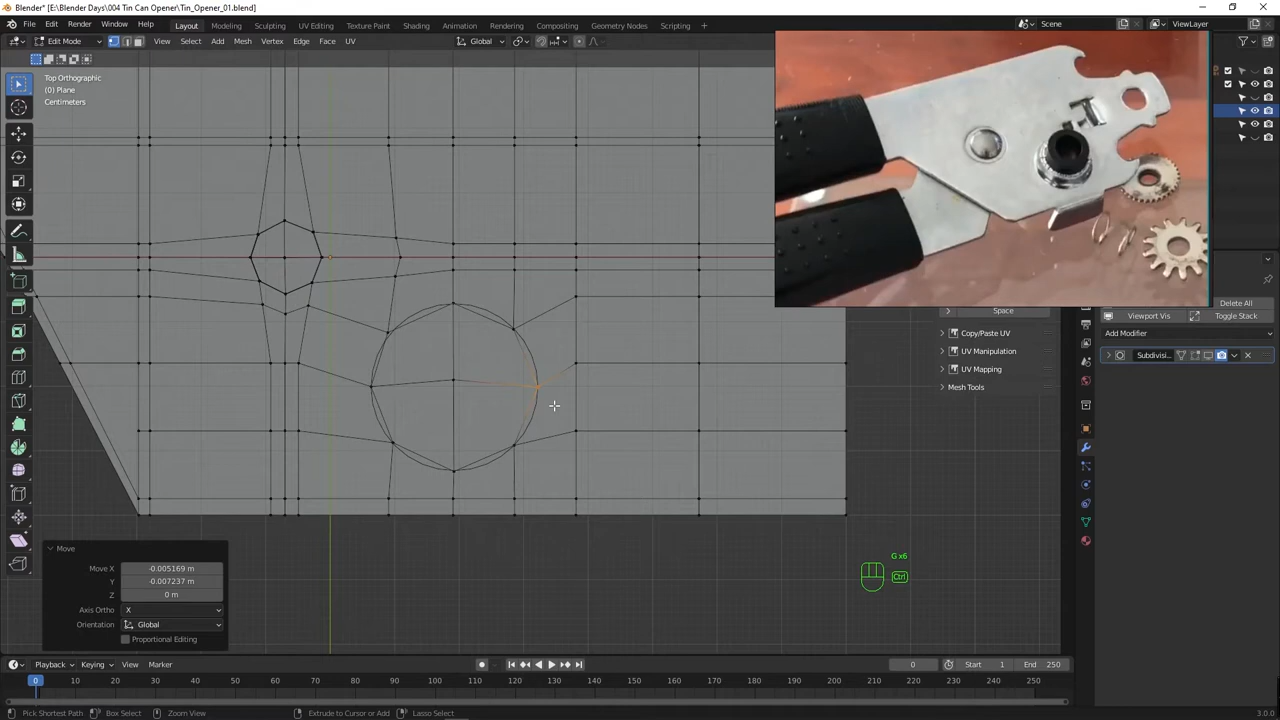 Blender* [E:\Blender Days\004 Tin Can Opener\Tin_Opener_01.blend]
File Edit Render Window Help Layout Modeling Sculpting UV Editing Texture Paint Shading Animation Rendering Compositing Geometry Nodes Scripting Scene ViewLayer
Edit Mode View Select Add Mesh Vertex Edge Face UV Global
Top Orthographic
(0) Plane
Centimeters
Delete All
Space
Viewport Vis Toggle Stack
Copy/Paste UV
Add Modifier
UV Manipulation
Subdivisi...
UV Mapping
Mesh Tools
Move
G x6
Move X -0.005169 m
Ctrl
Y -0.007237 m
Z 0 m
Axis Ortho X
Orientation Global
Proportional Editing
Playback Keying View Marker 0 Start 1 End 250
0 10 20 30 40 50 60 70 80 90 100 110 120 130 140 150 160 170 180 190 200 210 220 230 240 250
Pick Shortest Path Box Select Zoom View Extrude to Cursor or Add Lasso Select 3.0.0